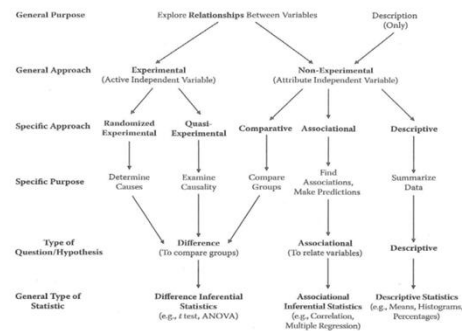 General Purpose
Explore Relationships Between Variables
Description
(Only)
General Approach
Experimental
(Active Independent Variable)
Non-Experimental
(Attribute Independent Variable)
Specific Approach
Randomized
Experimental
Quasi-
Experimental
Comparative
Associational
Descriptive
Specific Purpose
Determine
Causes
Examine
Causality
Compare
Groups
Find
Associations,
Make Predictions
Summarize
Data
Type of
Question/Hypothesis
Difference
(To compare groups)
Associational
(To relate variables)
Descriptive
General Type of
Statistic
Difference Inferential
Statistics
(e.g., t test, ANOVA)
Associational
Inferential Statistics
(e.g., Correlation,
Multiple Regression)
Descriptive Statistics
(e.g., Means, Histograms,
Percentages)